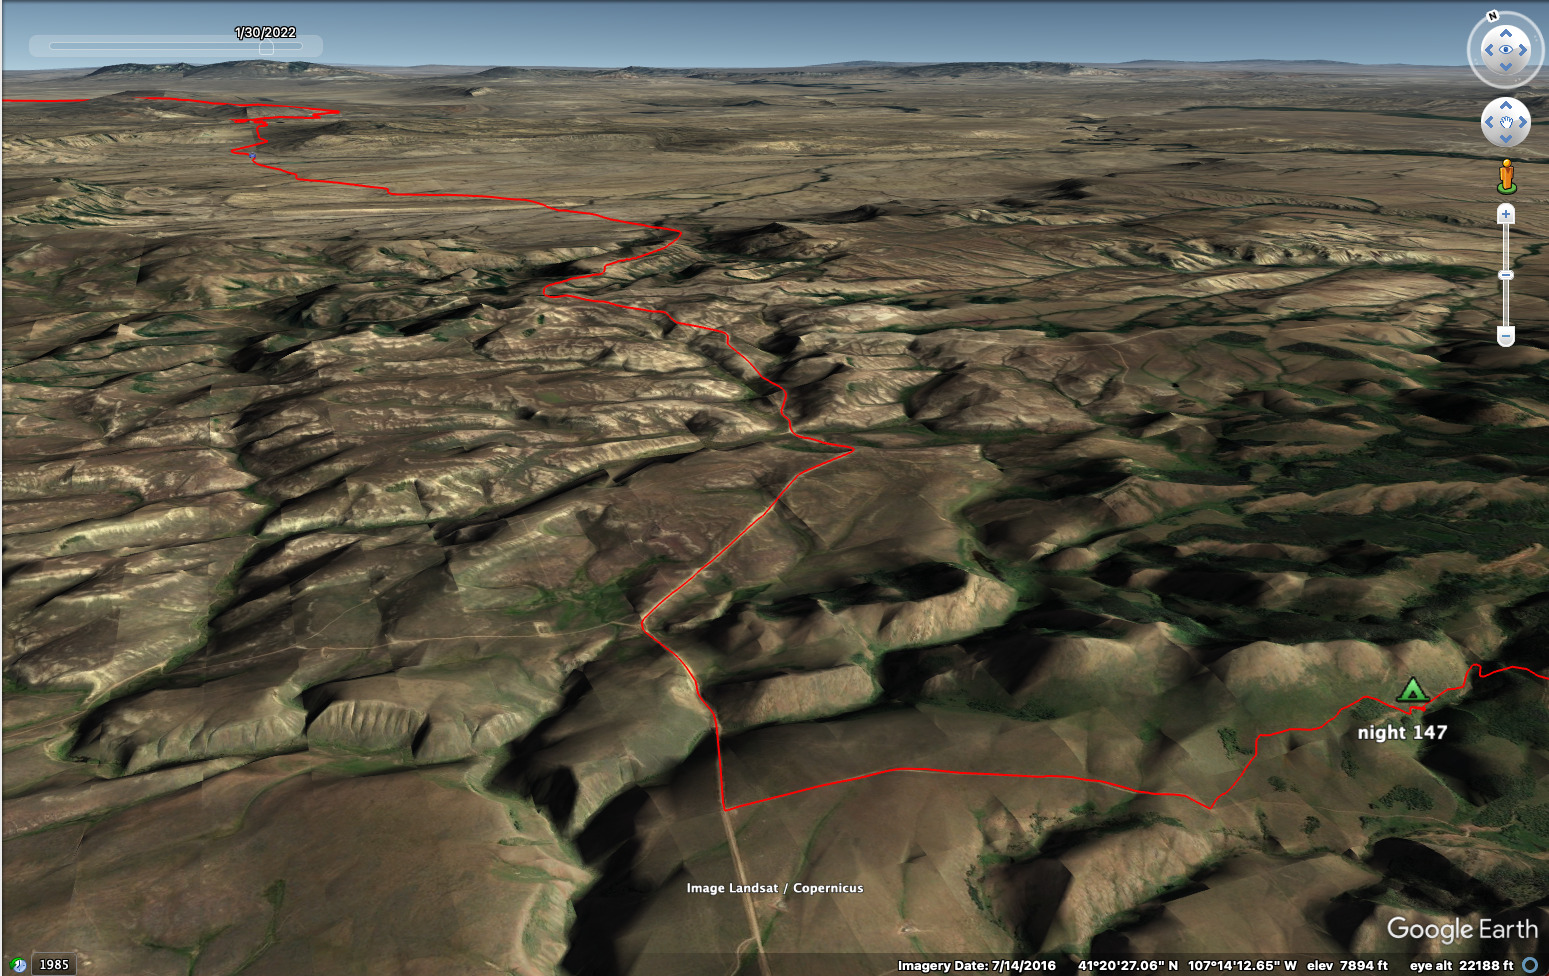 1/30/2022
N
night 147
Image Landsat / Copernicus
Google Earth
1985
Imagery Date: 7/14/2016 41°20'27.06" N 107°14'12.65" W elev 7894 ft eye alt 22188 ft